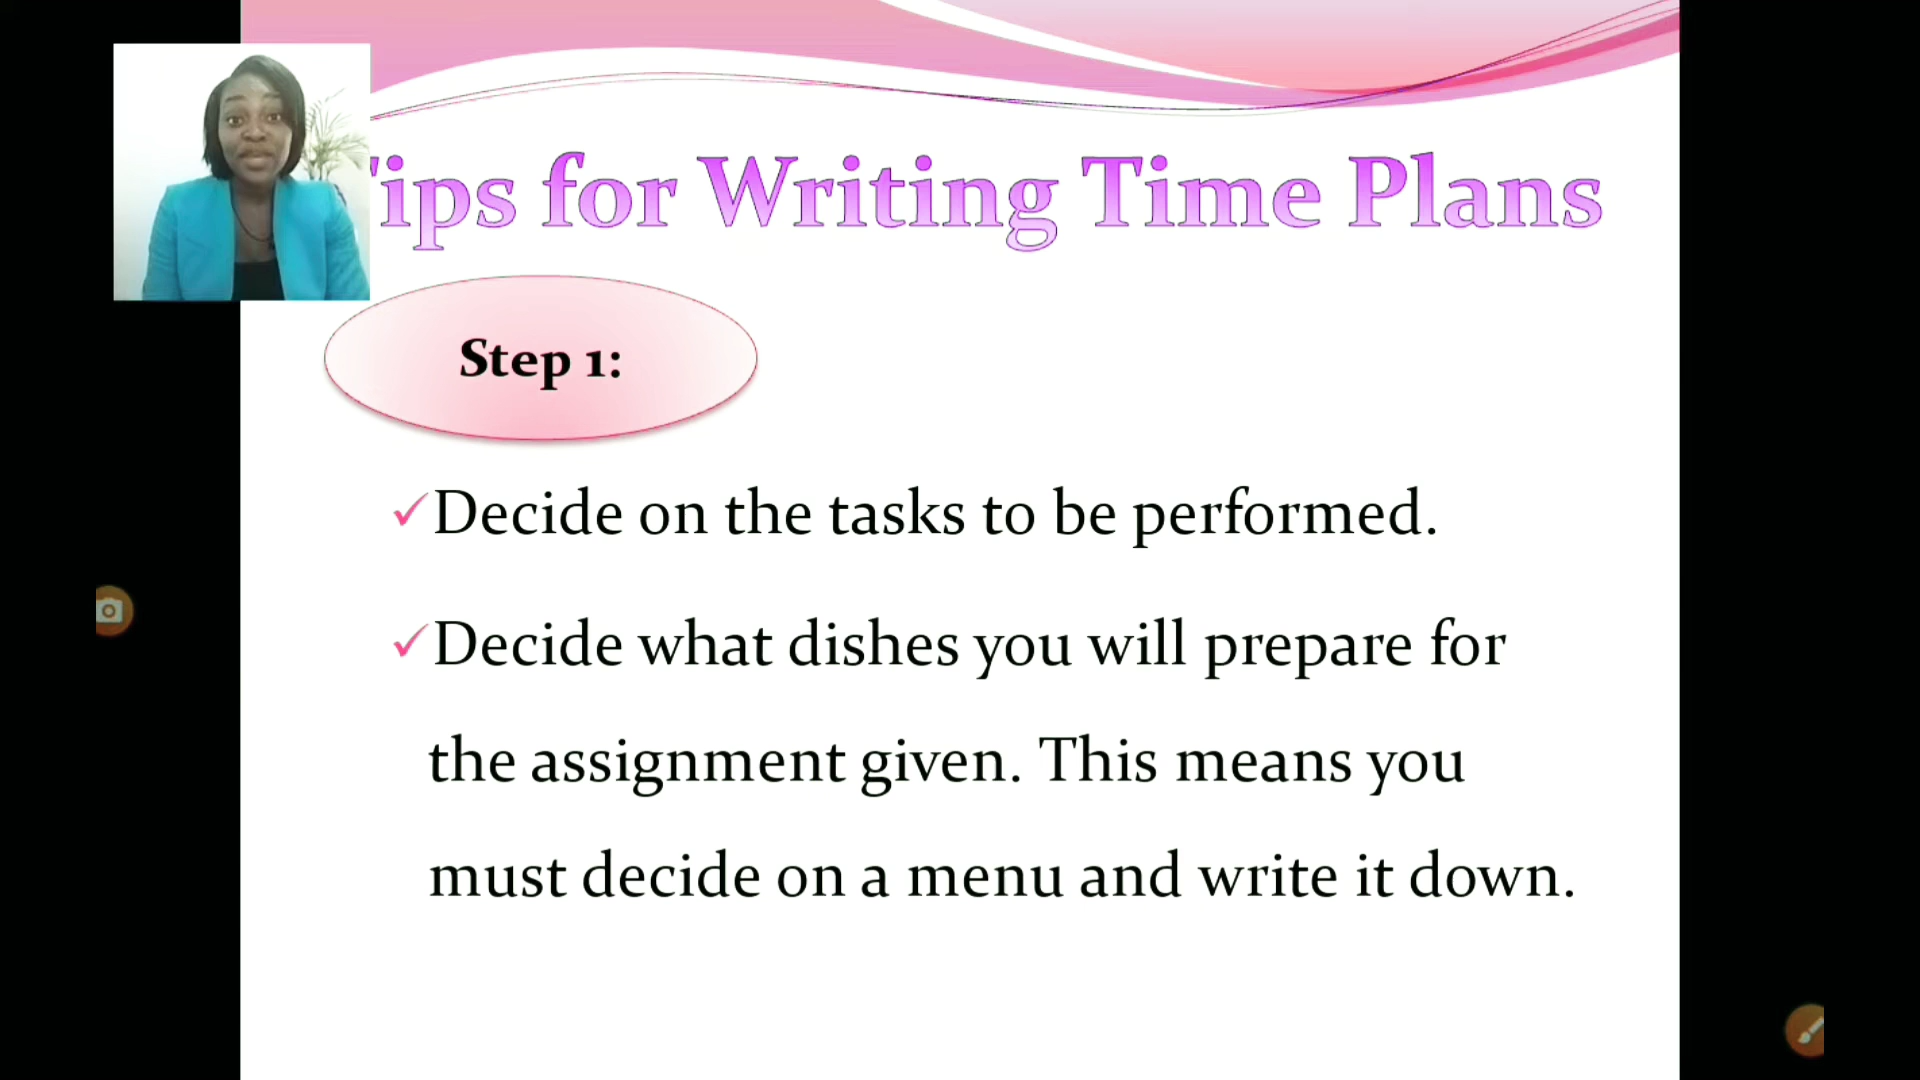 Tips for Writing Time Plans
Step 1:
Decide on the tasks to be performed.
Decide what dishes you will prepare for
the assignment given. This means you
must decide on a menu and write it down.